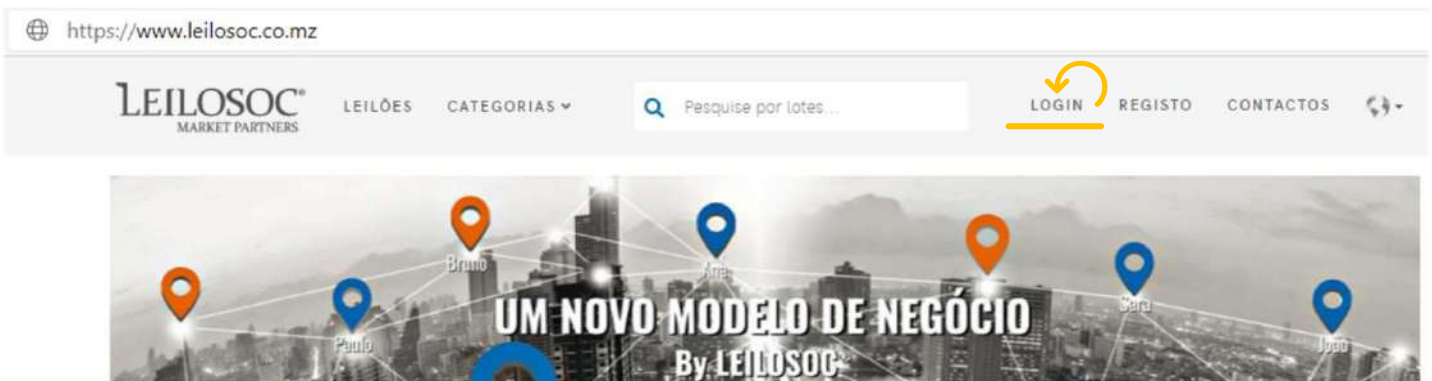 https://www.leilosoc.co.mz
LEILOSOC®
MARKET PARTNERS
LEILÕES CATEGORIAS
Pesquise por lotes...
LOGIN REGISTO CONTACTOS
Bruno
Ana
Sara
Paulo
João
UM NOVO MODELO DE NEGÓCIO
By LEILOSOC